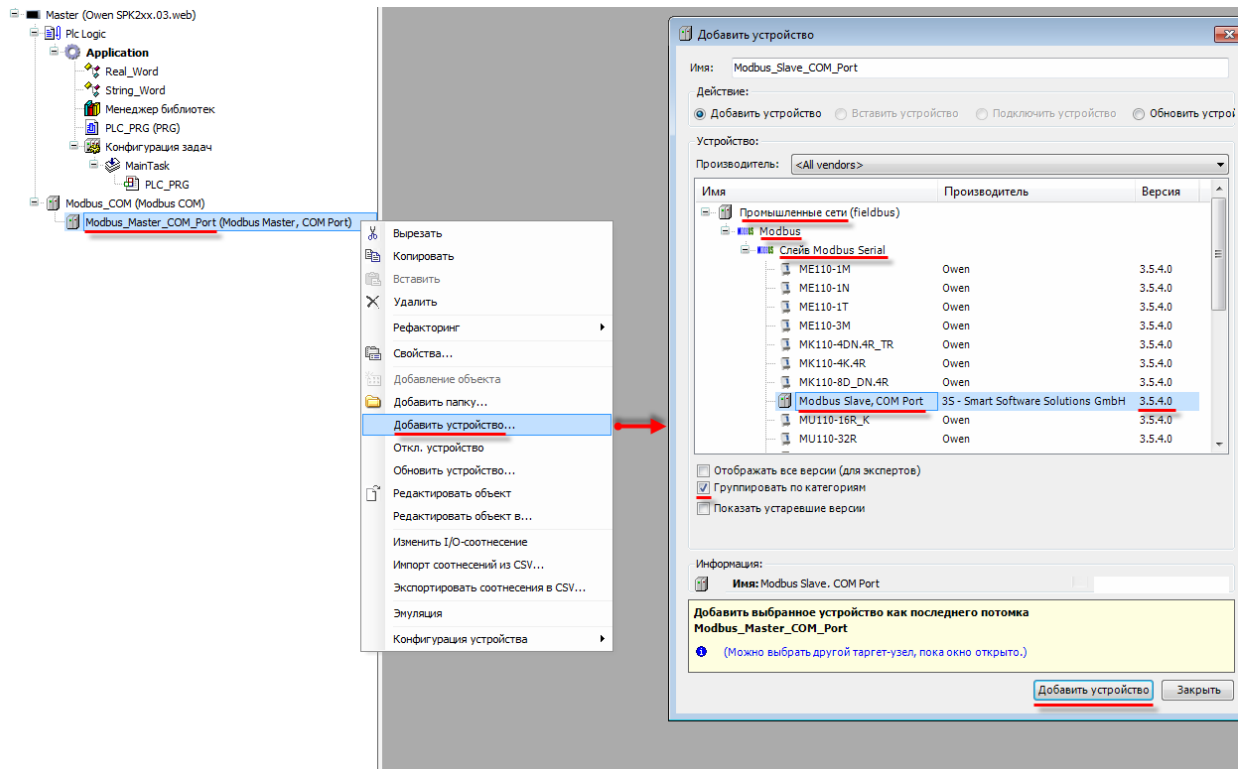 Master (Owen SPK2xx.03.web)
Plc Logic
Application
Real_Word
String_Word
Менеджер библиотек
PLC_PRG (PRG)
Конфигурация задач
MainTask
PLC_PRG
Modbus_COM (Modbus COM)
Modbus_Master_COM_Port (Modbus Master, COM Port)
Вырезать
Копировать
Вставить
Удалить
Рефакторинг
Свойства...
Добавление объекта
Добавить папку...
Добавить устройство...
Откл. устройство
Обновить устройство...
Редактировать объект
Редактировать объект в...
Изменить I/O-соотнесение
Импорт соотнесений из CSV...
Экспортировать соотнесения в CSV...
Эмуляция
Конфигурация устройства
Добавить устройство
Имя: Modbus_Slave_COM_Port
Действие:
Добавить устройство Вставить устройство Подключить устройство Обновить устрой
Устройство:
Производитель: <All vendors>
Имя Производитель Версия
Промышленные сети (fieldbus)
Modbus
Слейв Modbus Serial
ME110-1M Owen 3.5.4.0
ME110-1N Owen 3.5.4.0
ME110-1T Owen 3.5.4.0
ME110-3M Owen 3.5.4.0
MK110-4DN.4R_TR Owen 3.5.4.0
MK110-4K.4R Owen 3.5.4.0
MK110-8D_DN.4R Owen 3.5.4.0
Modbus Slave, COM Port 3S - Smart Software Solutions GmbH 3.5.4.0
MU110-16R_K Owen 3.5.4.0
MU110-32R Owen 3.5.4.0
Отображать все версии (для экспертов)
Группировать по категориям
Показать устаревшие версии
Информация:
Имя: Modbus Slave. COM Port
Добавить выбранное устройство как последнего потомка
Modbus_Master_COM_Port
(Можно выбрать другой таргет-узел, пока окно открыто.)
Добавить устройство Закрыть